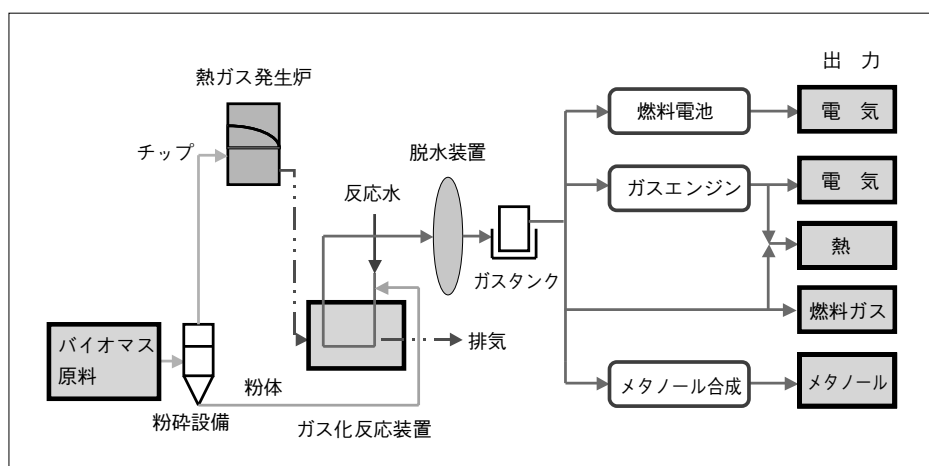 出 力
熱ガス発生炉
燃料電池
電 気
チップ
脱水装置
反応水
ガスエンジン
電 気
熱
ガスタンク
燃料ガス
バイオマス
原料
排気
粉体
メタノール合成
メタノール
粉砕設備
ガス化反応装置